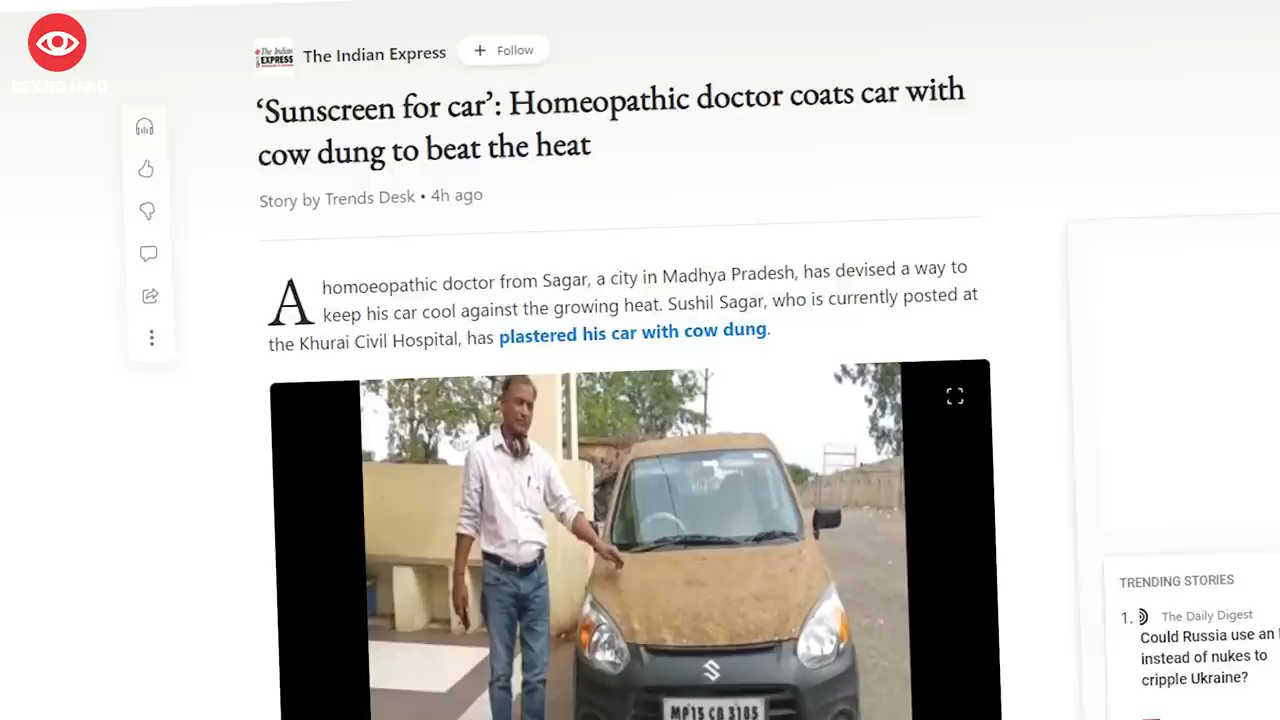 The Indian EXPRESS
The Indian Express
+ Follow
‘Sunscreen for car’: Homeopathic doctor coats car with
cow dung to beat the heat
Story by Trends Desk • 4h ago
A homoeopathic doctor from Sagar, a city in Madhya Pradesh, has devised a way to
keep his car cool against the growing heat. Sushil Sagar, who is currently posted at
the Khurai Civil Hospital, has plastered his car with cow dung.
MP15 CB 3185
TRENDING STORIES
1. The Daily Digest
Could Russia use an
instead of nukes to
cripple Ukraine?